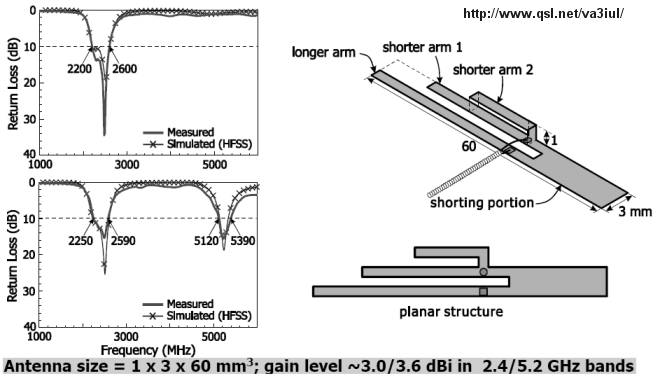 http://www.qsl.net/va3iul/
0
10
20
30
40
Return Loss (dB)
2200
2600
Measured
Simulated (HFSS)
1000
3000
5000
0
10
20
30
40
Return Loss (dB)
2250
2590
5120
5390
Measured
Simulated (HFSS)
1000
3000
5000
Frequency (MHz)
longer arm
shorter arm 1
shorter arm 2
1
60
shorting portion
3 mm
planar structure
Antenna size = 1 x 3 x 60 mm³; gain level ~3.0/3.6 dBi in 2.4/5.2 GHz bands